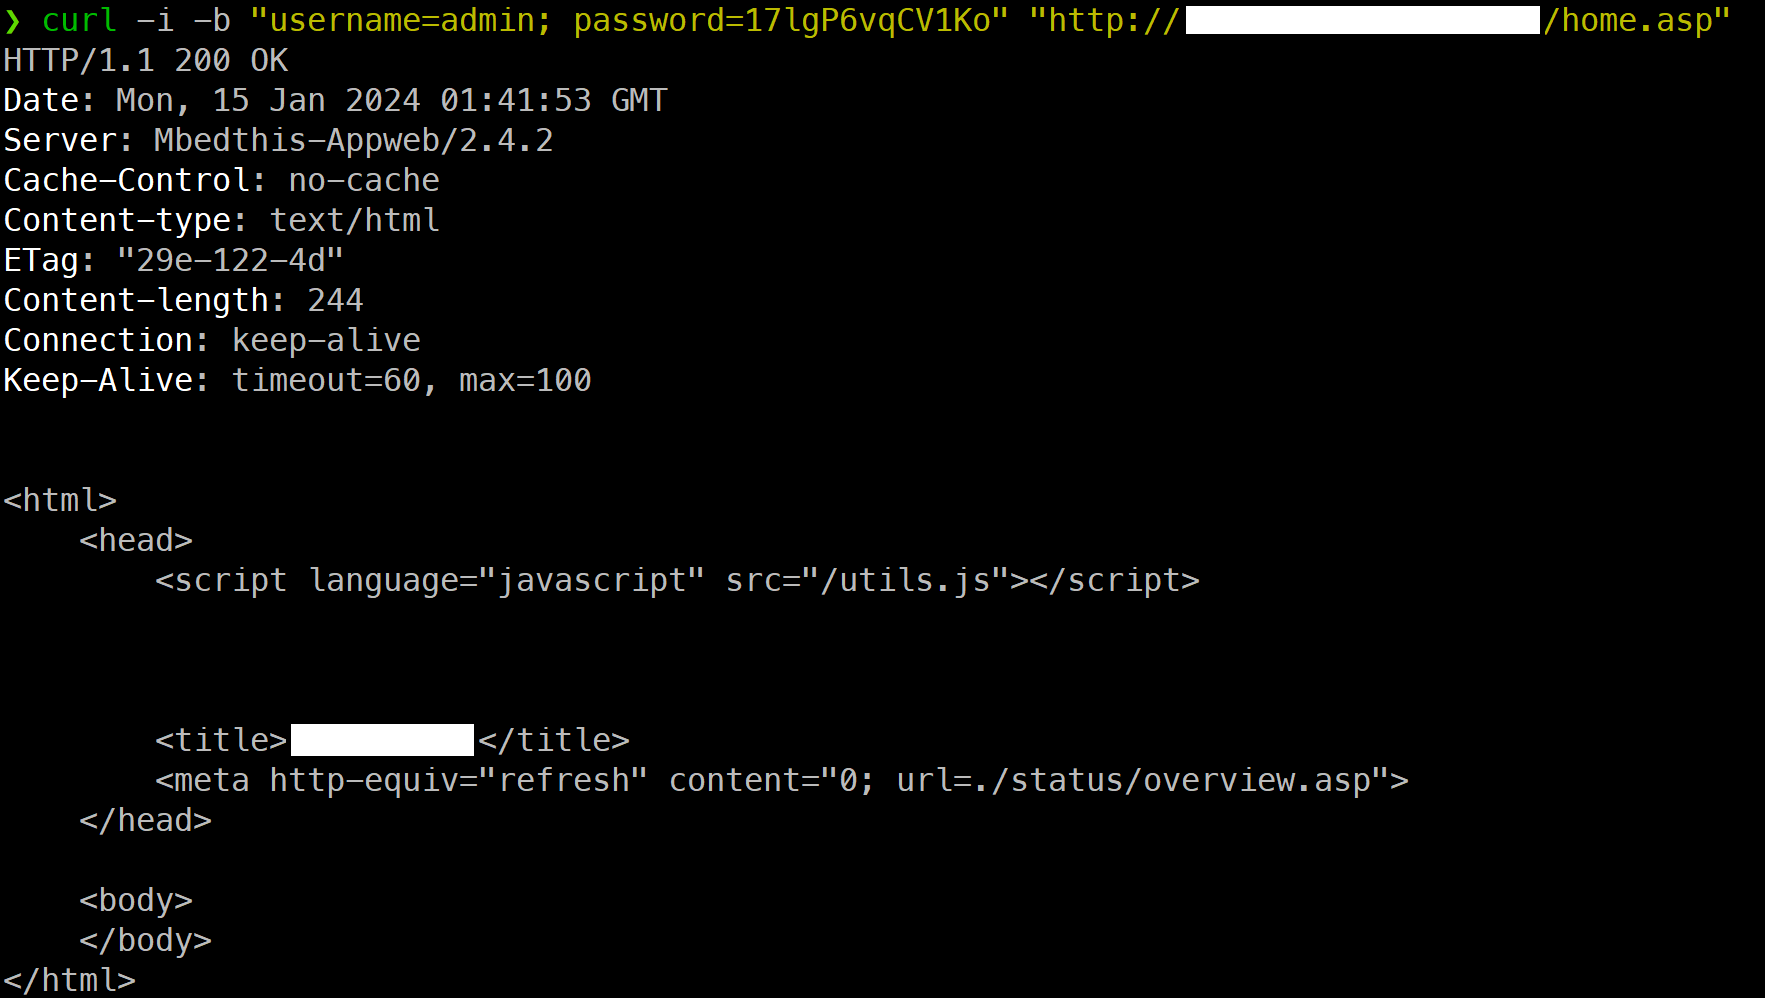 ❯ curl -i -b "username=admin; password=17lgP6vqCV1Ko" "http:///home.asp"
HTTP/1.1 200 OK
Date: Mon, 15 Jan 2024 01:41:53 GMT
Server: Mbedthis-Appweb/2.4.2
Cache-Control: no-cache
Content-type: text/html
ETag: "29e-122-4d"
Content-length: 244
Connection: keep-alive
Keep-Alive: timeout=60, max=100
<html>
<head>
<script language="javascript" src="/utils.js"></script>
<title></title>
<meta http-equiv="refresh" content="0; url=./status/overview.asp">
</head>
<body>
</body>
</html>